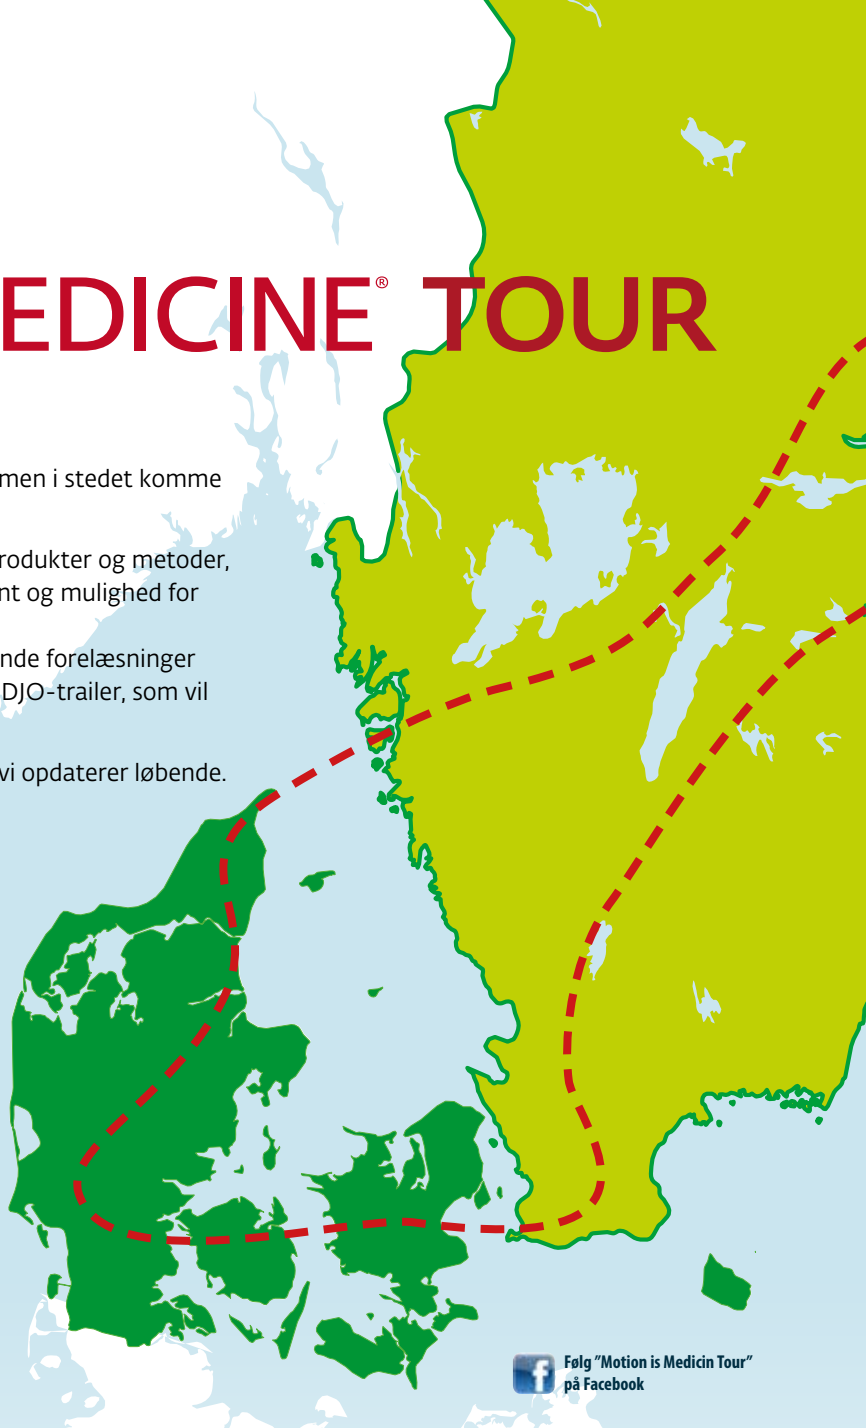 EDICINE® TOUR
men i stedet komme
rodukter og metoder,
nt og mulighed for
nde forelæsninger
DJO-trailer, som vil
vi opdaterer løbende.
Følg ”Motion is Medicin Tour”
på Facebook